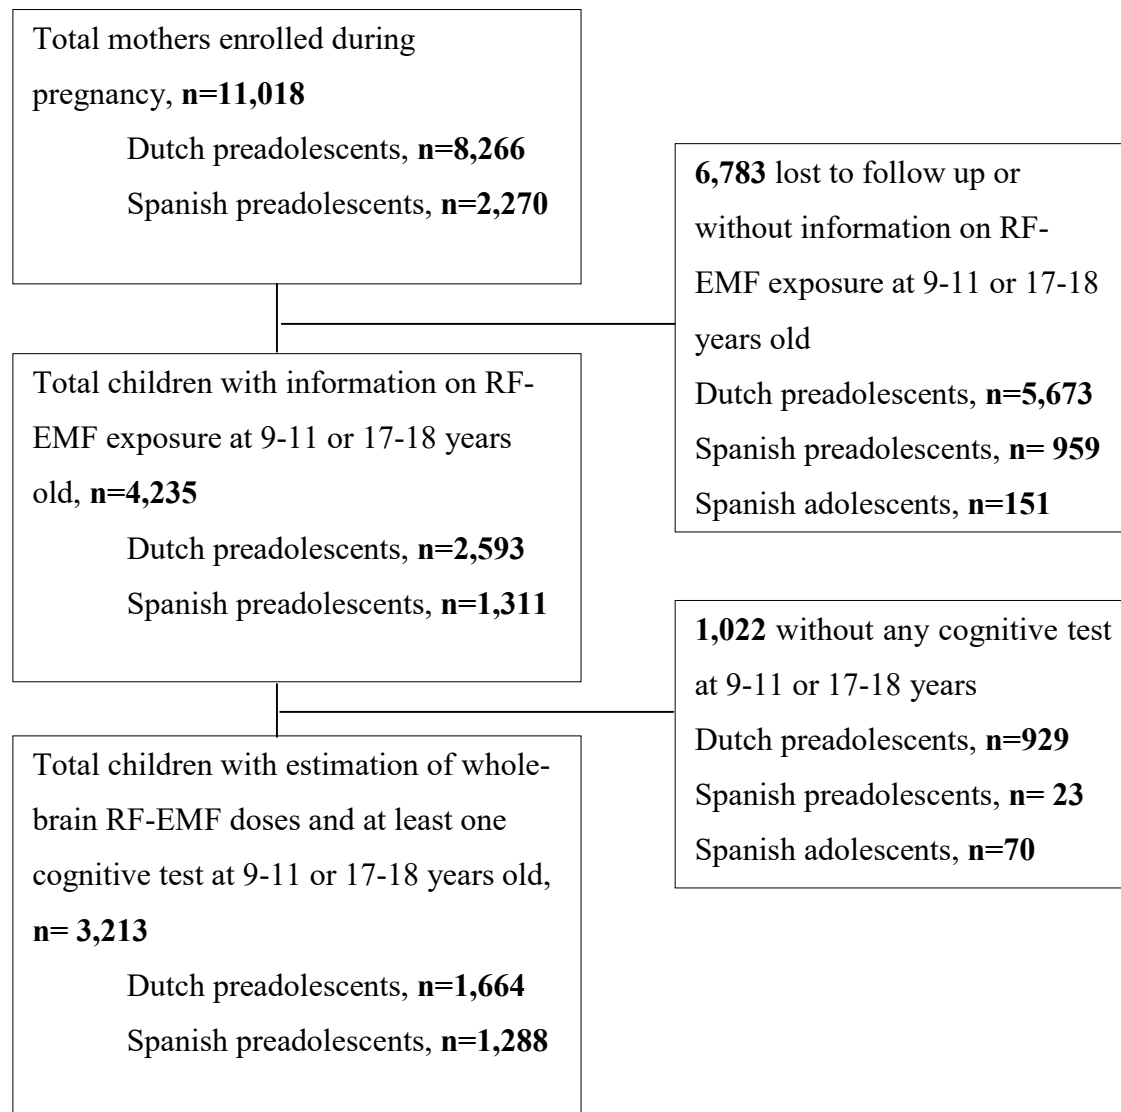 Total mothers enrolled during
pregnancy, n=11,018
Dutch preadolescents, n=8,266
Spanish preadolescents, n=2,270
6,783 lost to follow up or
without information on RF-
EMF exposure at 9-11 or 17-18
years old
Dutch preadolescents, n=5,673
Spanish preadolescents, n= 959
Spanish adolescents, n=151
Total children with information on RF-
EMF exposure at 9-11 or 17-18 years
old, n=4,235
Dutch preadolescents, n=2,593
Spanish preadolescents, n=1,311
1,022 without any cognitive test
at 9-11 or 17-18 years
Dutch preadolescents, n=929
Spanish preadolescents, n= 23
Spanish adolescents, n=70
Total children with estimation of whole-
brain RF-EMF doses and at least one
cognitive test at 9-11 or 17-18 years old,
n= 3,213
Dutch preadolescents, n=1,664
Spanish preadolescents, n=1,288